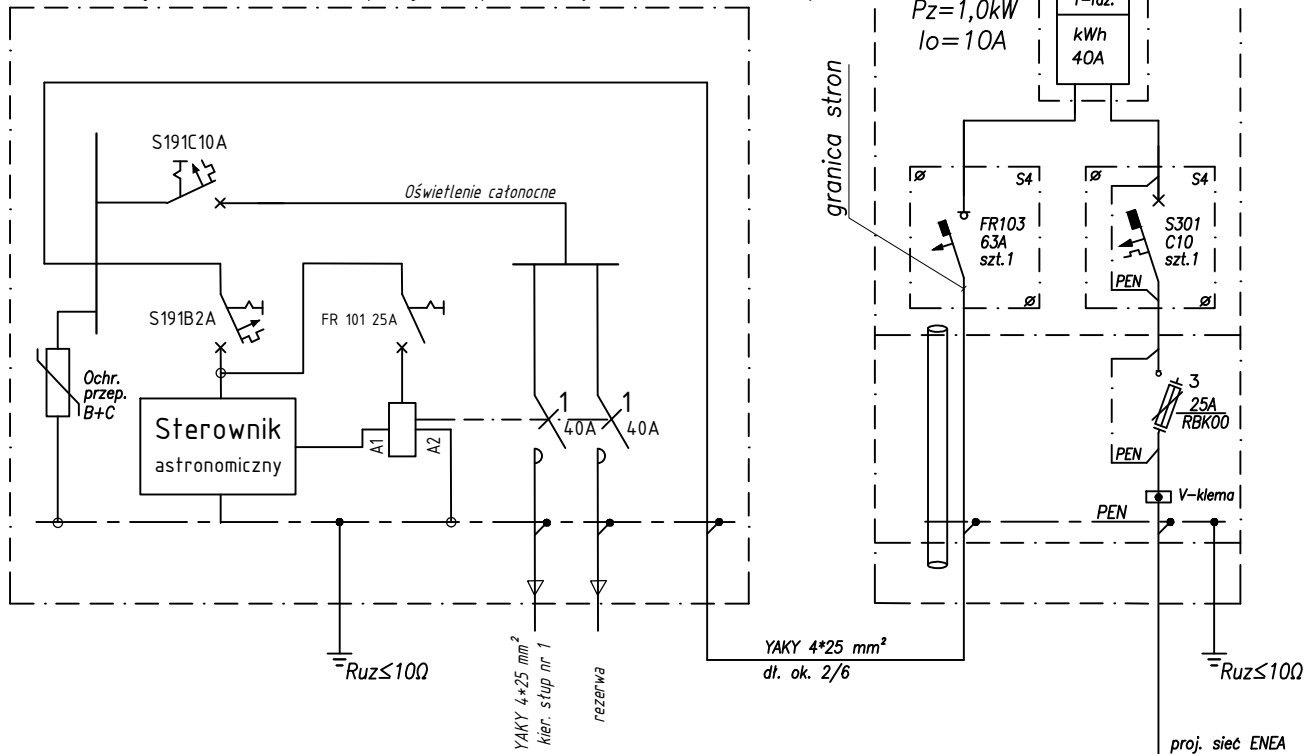 Pz=1,0kW
Io=10A
1-faz.
kWh
40A
granica stron
S191C10A
Oświetlenie całonocne
S4
S4
FR103
63A
szt.1
S301
C10
szt.1
PEN
S191B2A
FR 101 25A
Ochr.
przep.
B+C
Sterownik
astronomiczny
A1
A2
1
40A
1
40A
3
25A
RBK00
PEN
V-klema
PEN
Ruz≤10Ω
YAKY 4*25 mm²
kier. słup nr 1
rezerwa
YAKY 4*25 mm²
dł. ok. 2/6
Ruz≤10Ω
proj. sieć ENEA